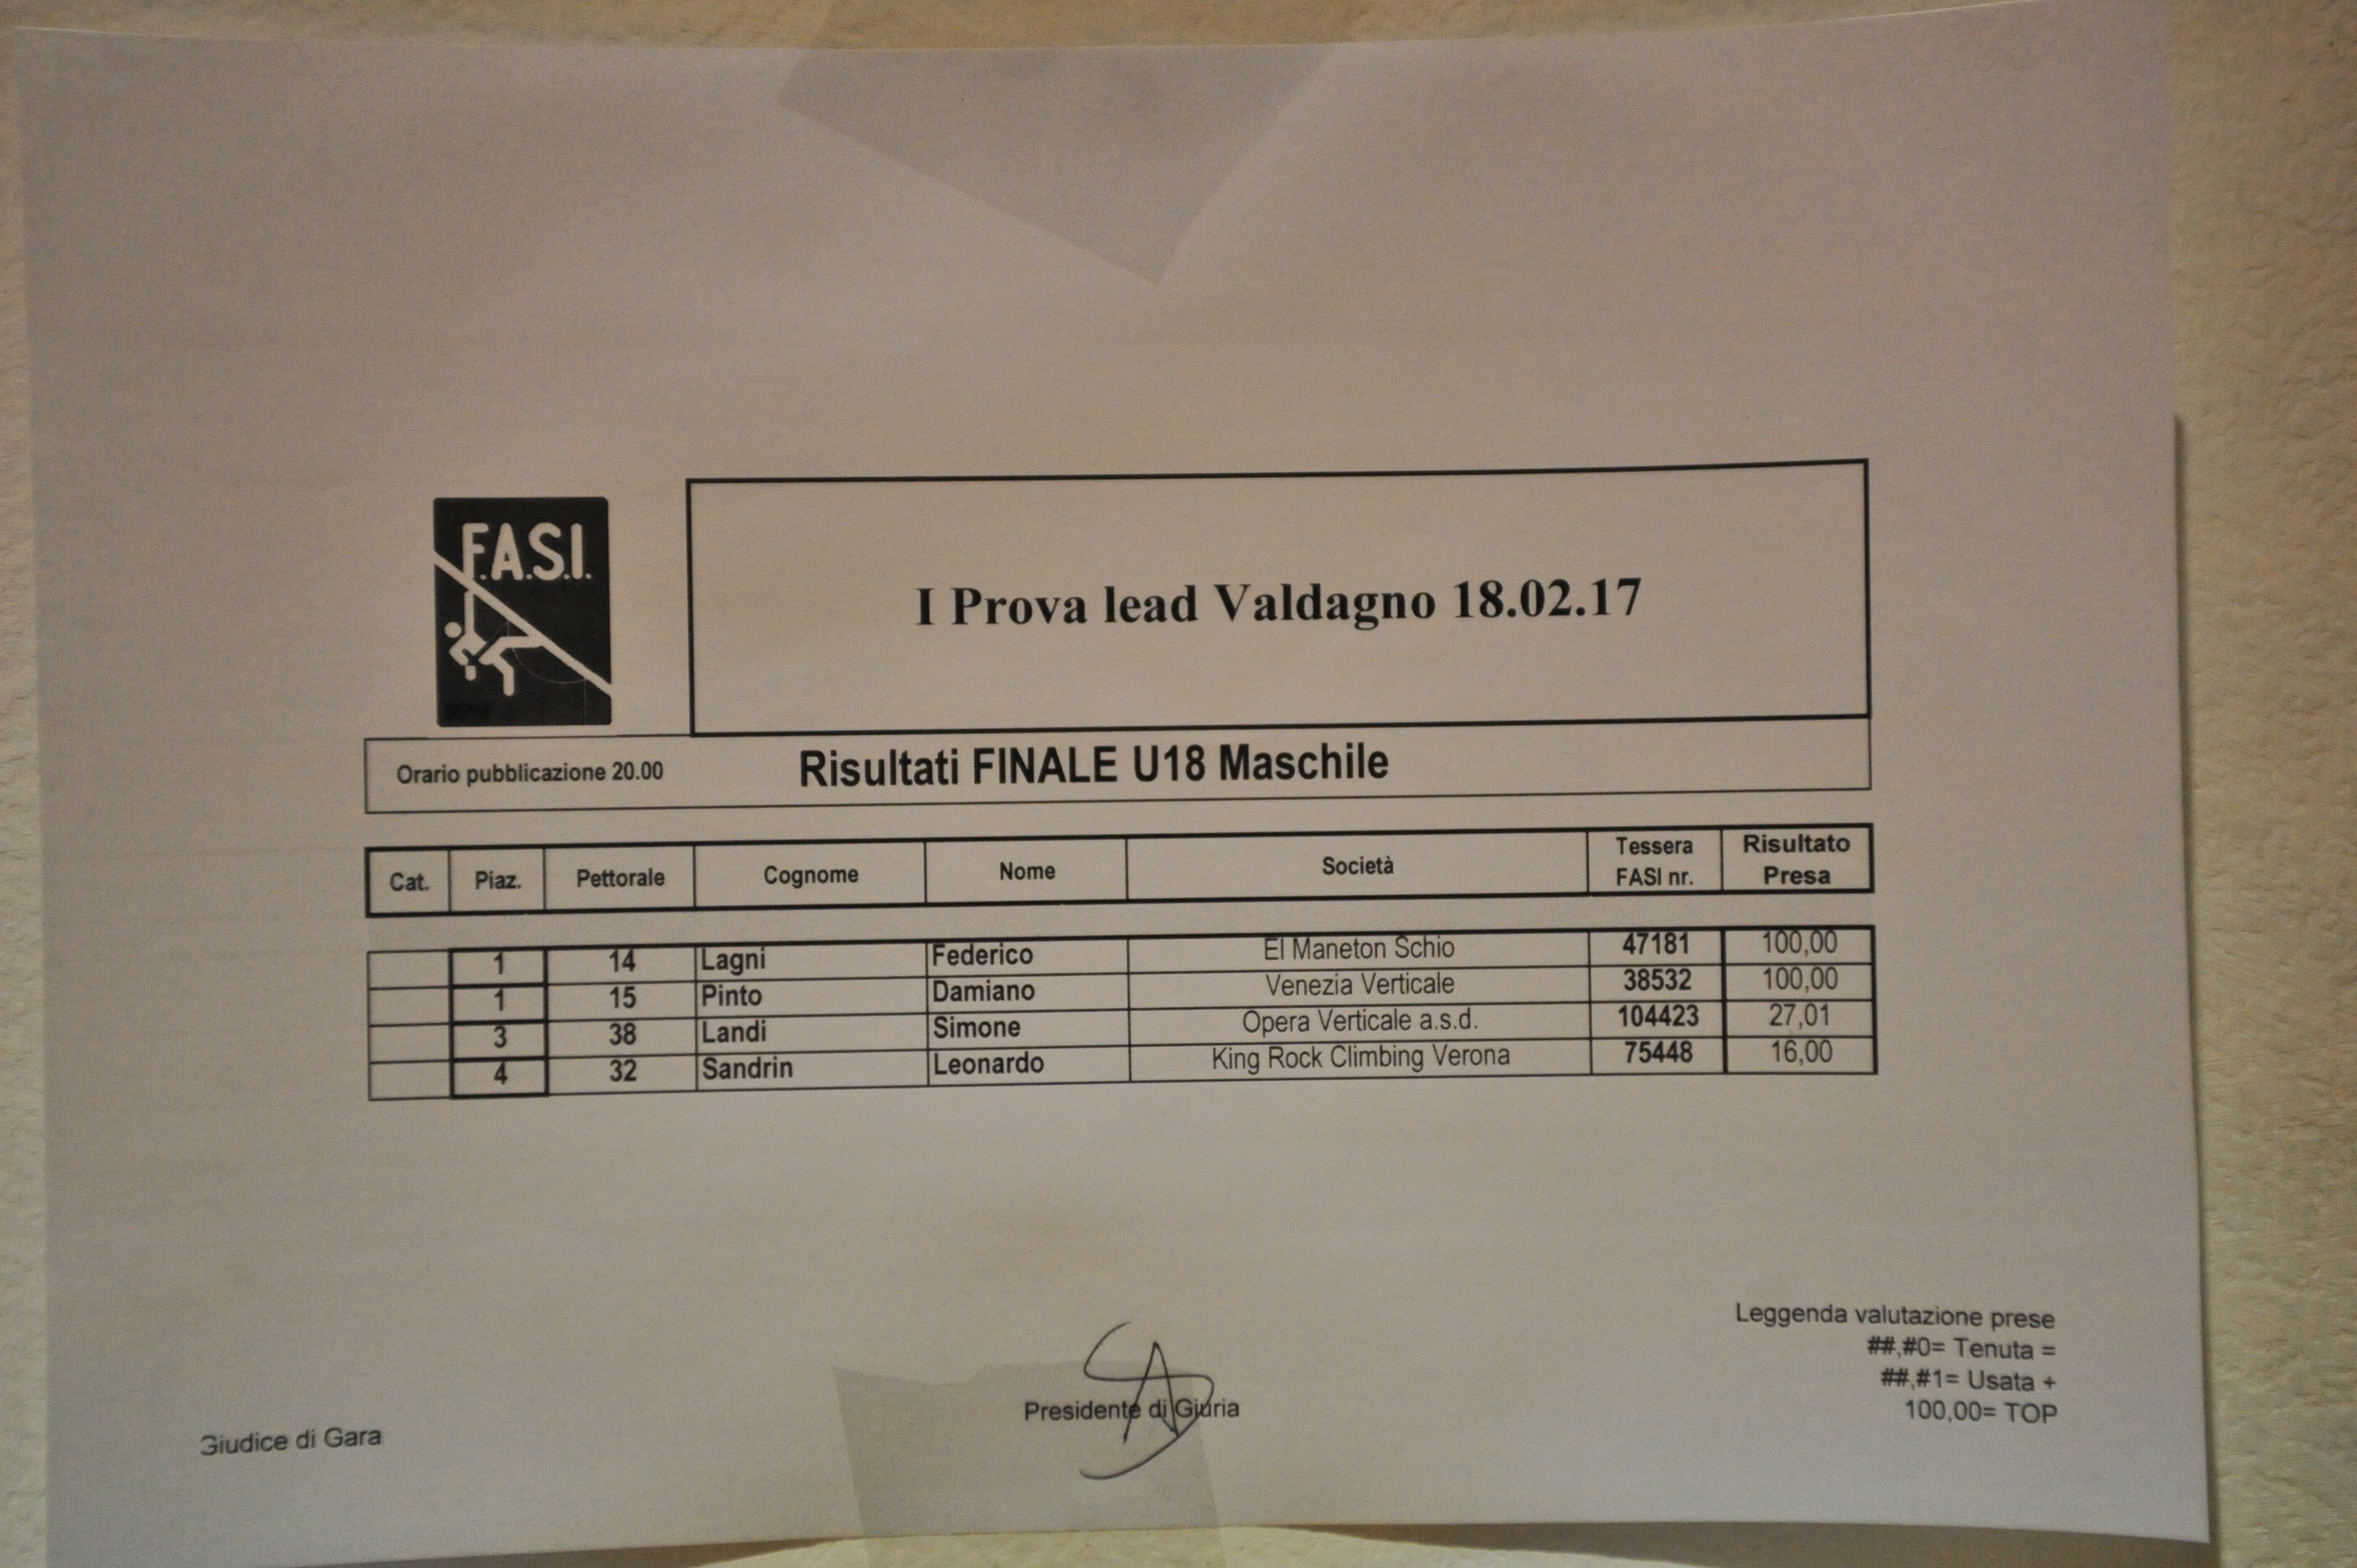 F.A.S.I.
I Prova lead Valdagno 18.02.17
Orario pubblicazione 20.00 Risultati FINALE U18 Maschile
Cat. Piaz. Pettorale Cognome Nome Società Tessera FASI nr. Risultato Presa
1 14 Lagni Federico El Maneton Schio 47181 100,00
1 15 Pinto Damiano Venezia Verticale 38532 100,00
3 38 Landi Simone Opera Verticale a.s.d. 104423 27,01
4 32 Sandrin Leonardo King Rock Climbing Verona 75448 16,00
Leggenda valutazione prese
##,#0= Tenuta =
##,#1= Usata +
100,00= TOP
Presidente di Giuria
Giudice di Gara